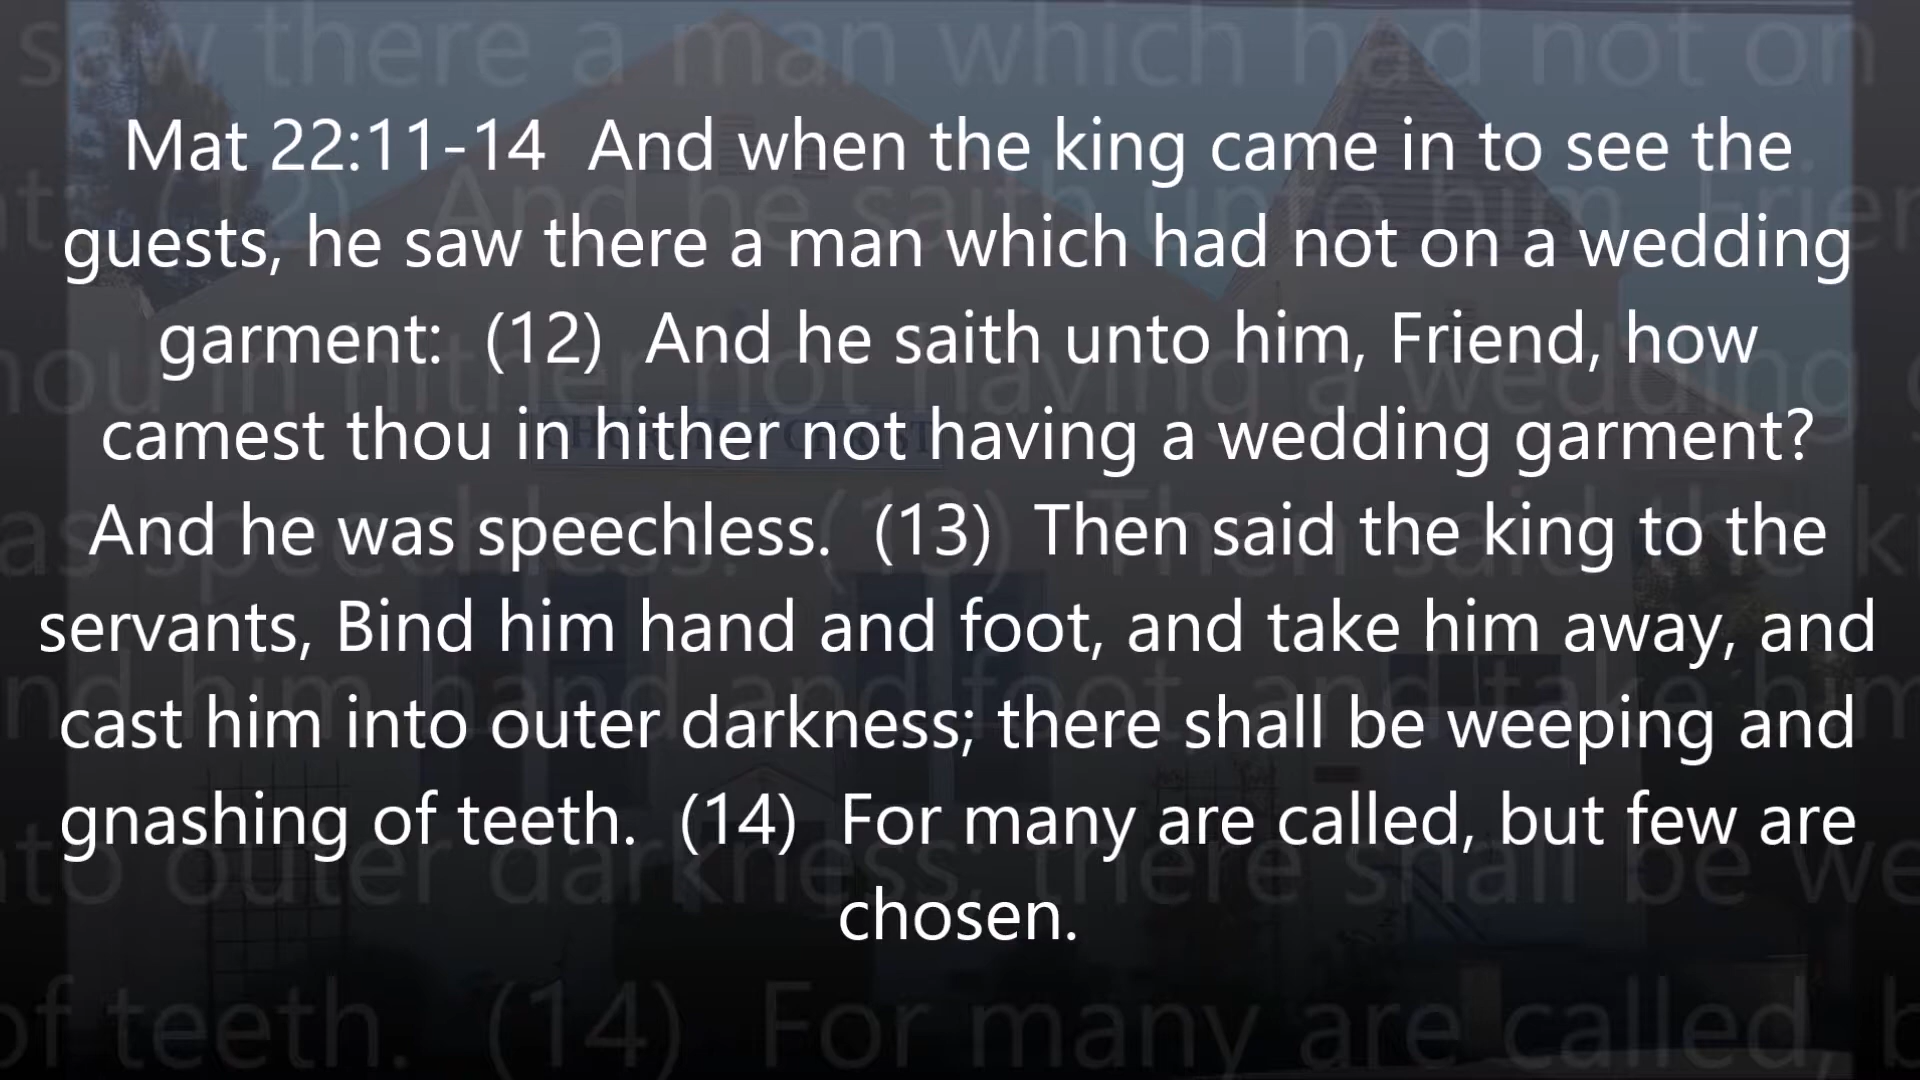 Mat 22:11-14  And when the king came in to see the
guests, he saw there a man which had not on a wedding
garment:  (12)  And he saith unto him, Friend, how
camest thou in hither not having a wedding garment?
And he was speechless.  (13)  Then said the king to the
servants, Bind him hand and foot, and take him away, and
cast him into outer darkness; there shall be weeping and
gnashing of teeth.  (14)  For many are called, but few are
chosen.